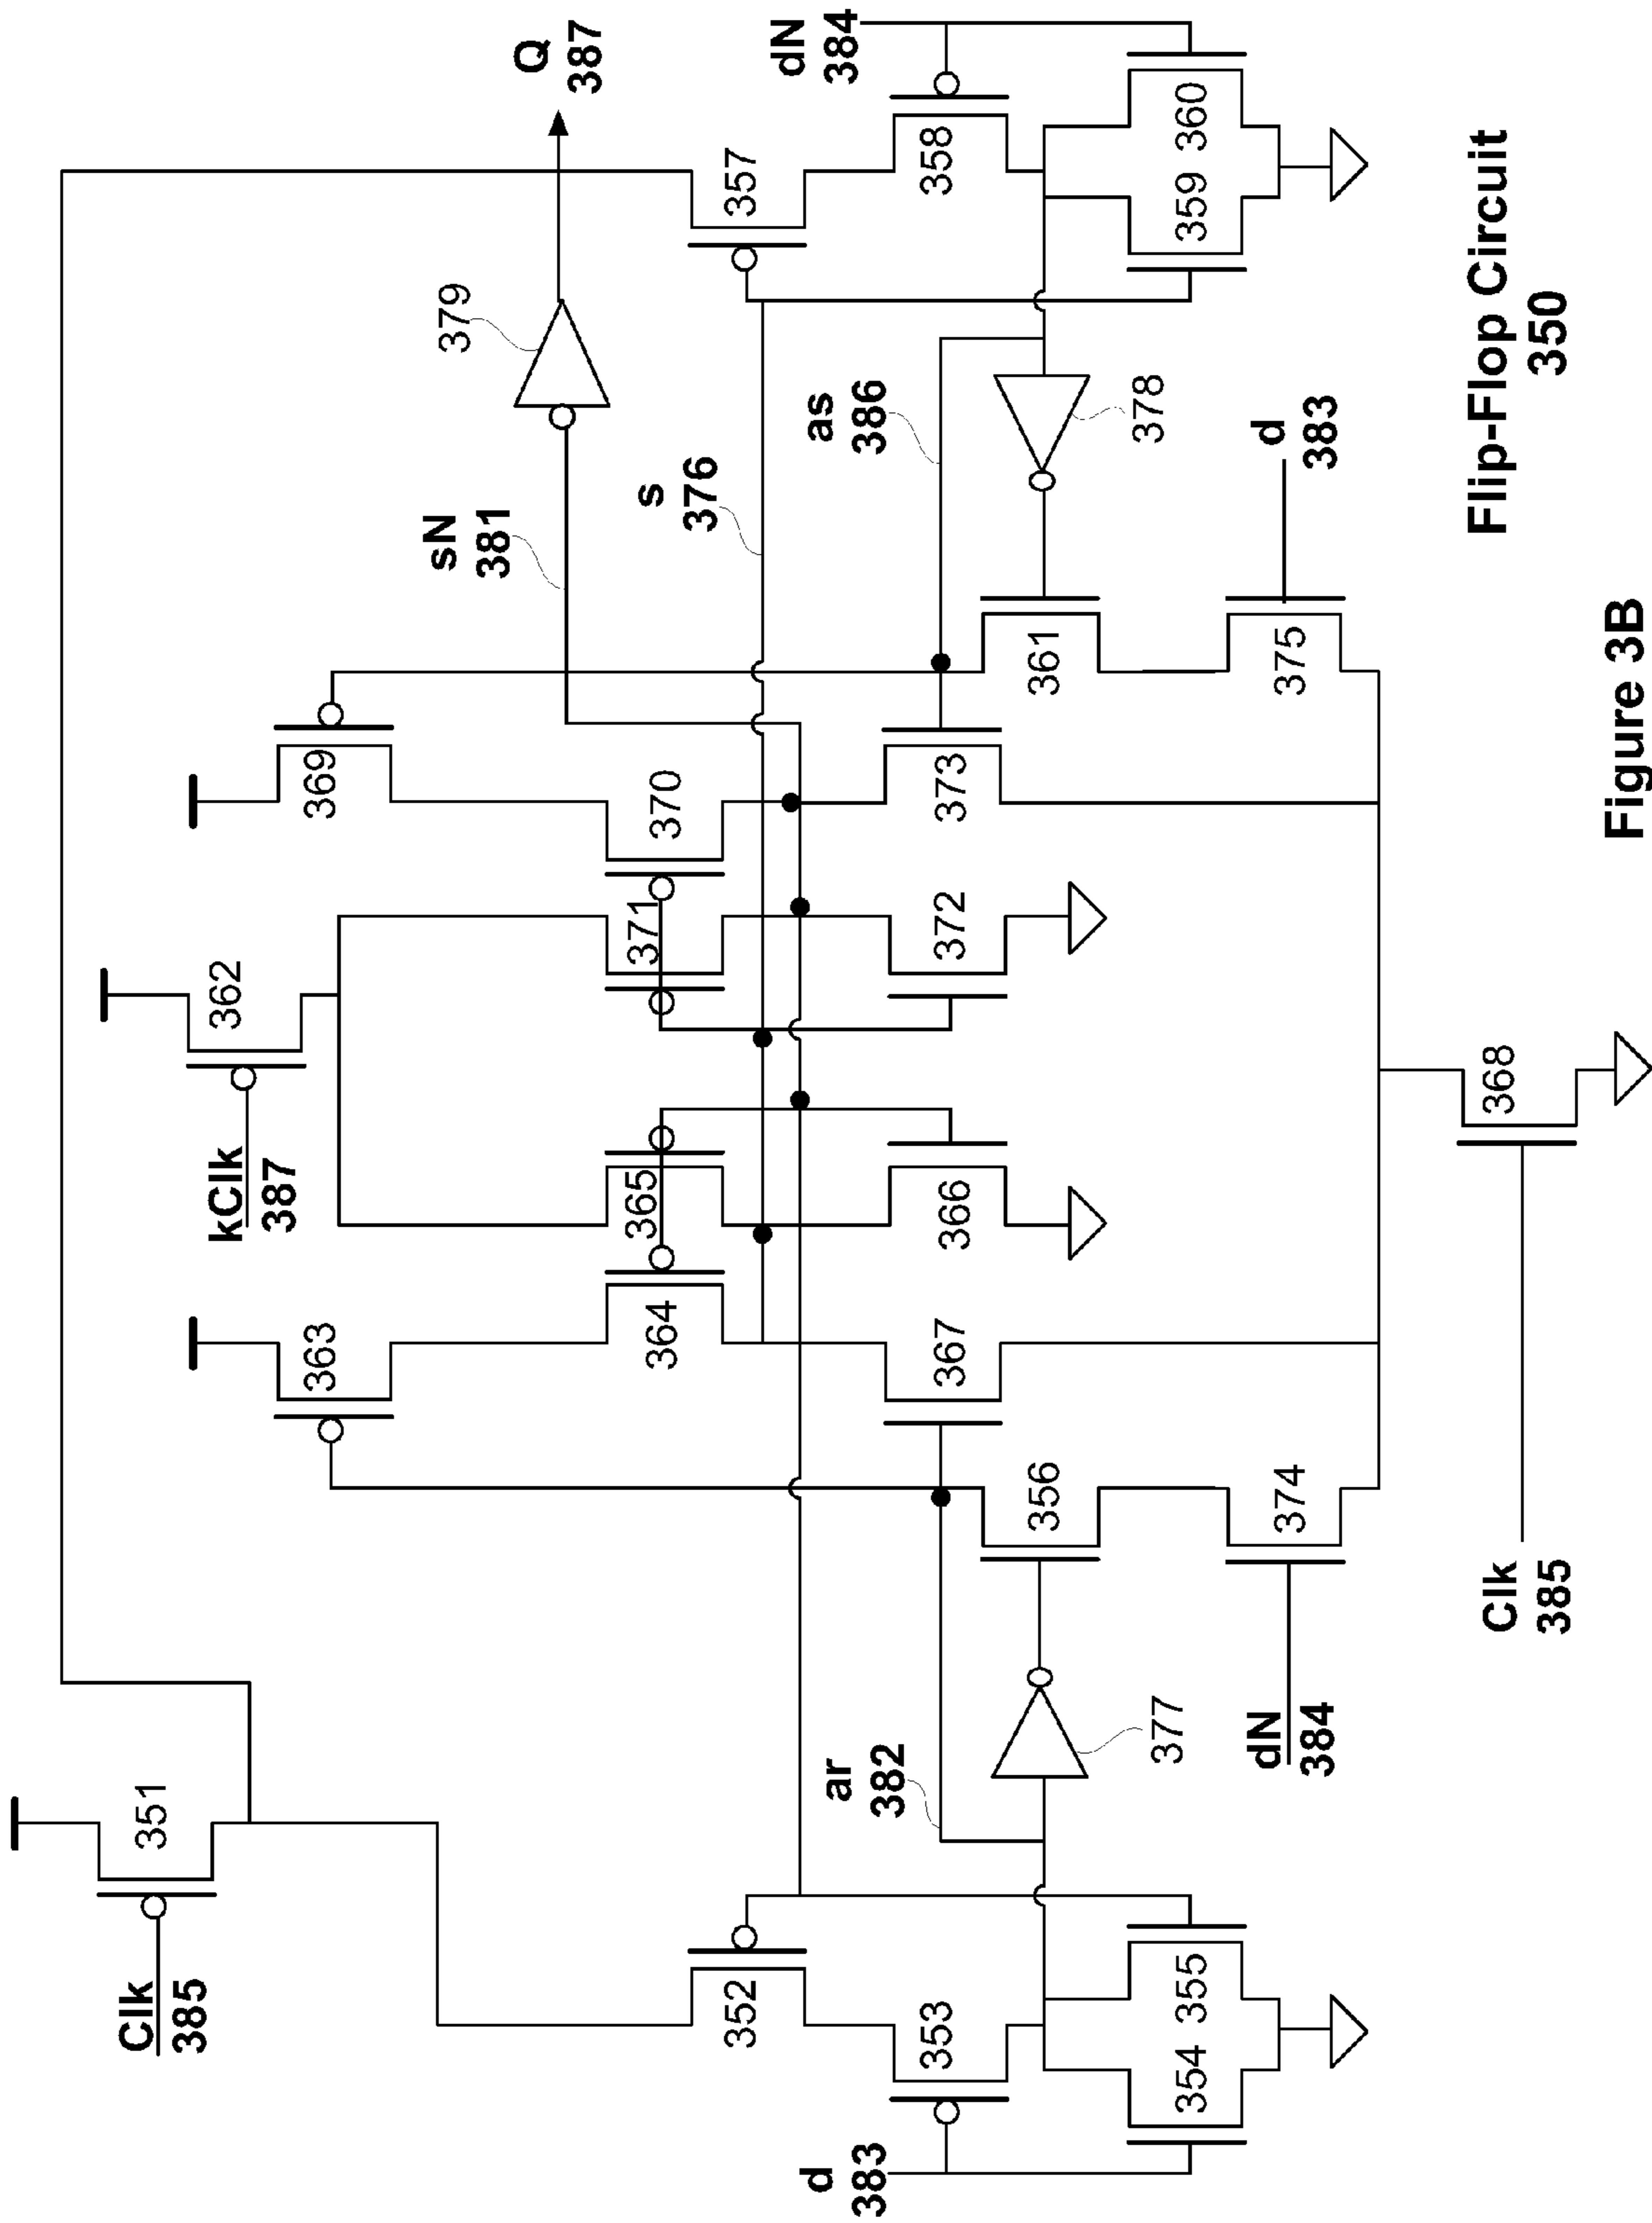 Clk
385
351
kClk
387
362
363
369
379
Q
387
sN
381
s
376
364
365
371
370
352
357
d
383
353
ar
382
367
366
372
373
as
386
358
dN
384
354
355
377
356
361
378
359
360
dN
384
374
375
d
383
Clk
385
368
Flip-Flop Circuit
350
Figure 3B